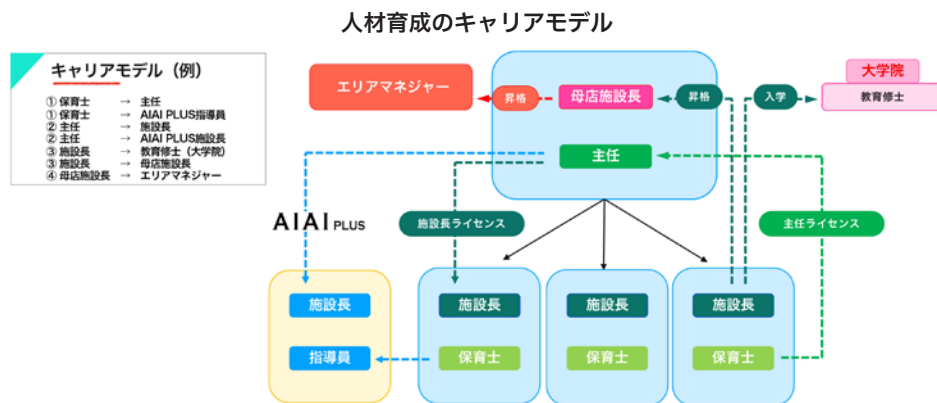 人材育成のキャリアモデル
キャリアモデル（例）
① 保育士 → 主任
① 保育士 → AIAI PLUS指導員
② 主任 → 施設長
② 主任 → AIAI PLUS施設長
③ 施設長 → 教育修士（大学院）
③ 施設長 → 母店施設長
④ 母店施設長 → エリアマネジャー
エリアマネジャー
昇格
母店施設長
昇格
入学
大学院
教育修士
主任
AIAI PLUS
施設長ライセンス
主任ライセンス
施設長
施設長
施設長
施設長
指導員
保育士
保育士
保育士